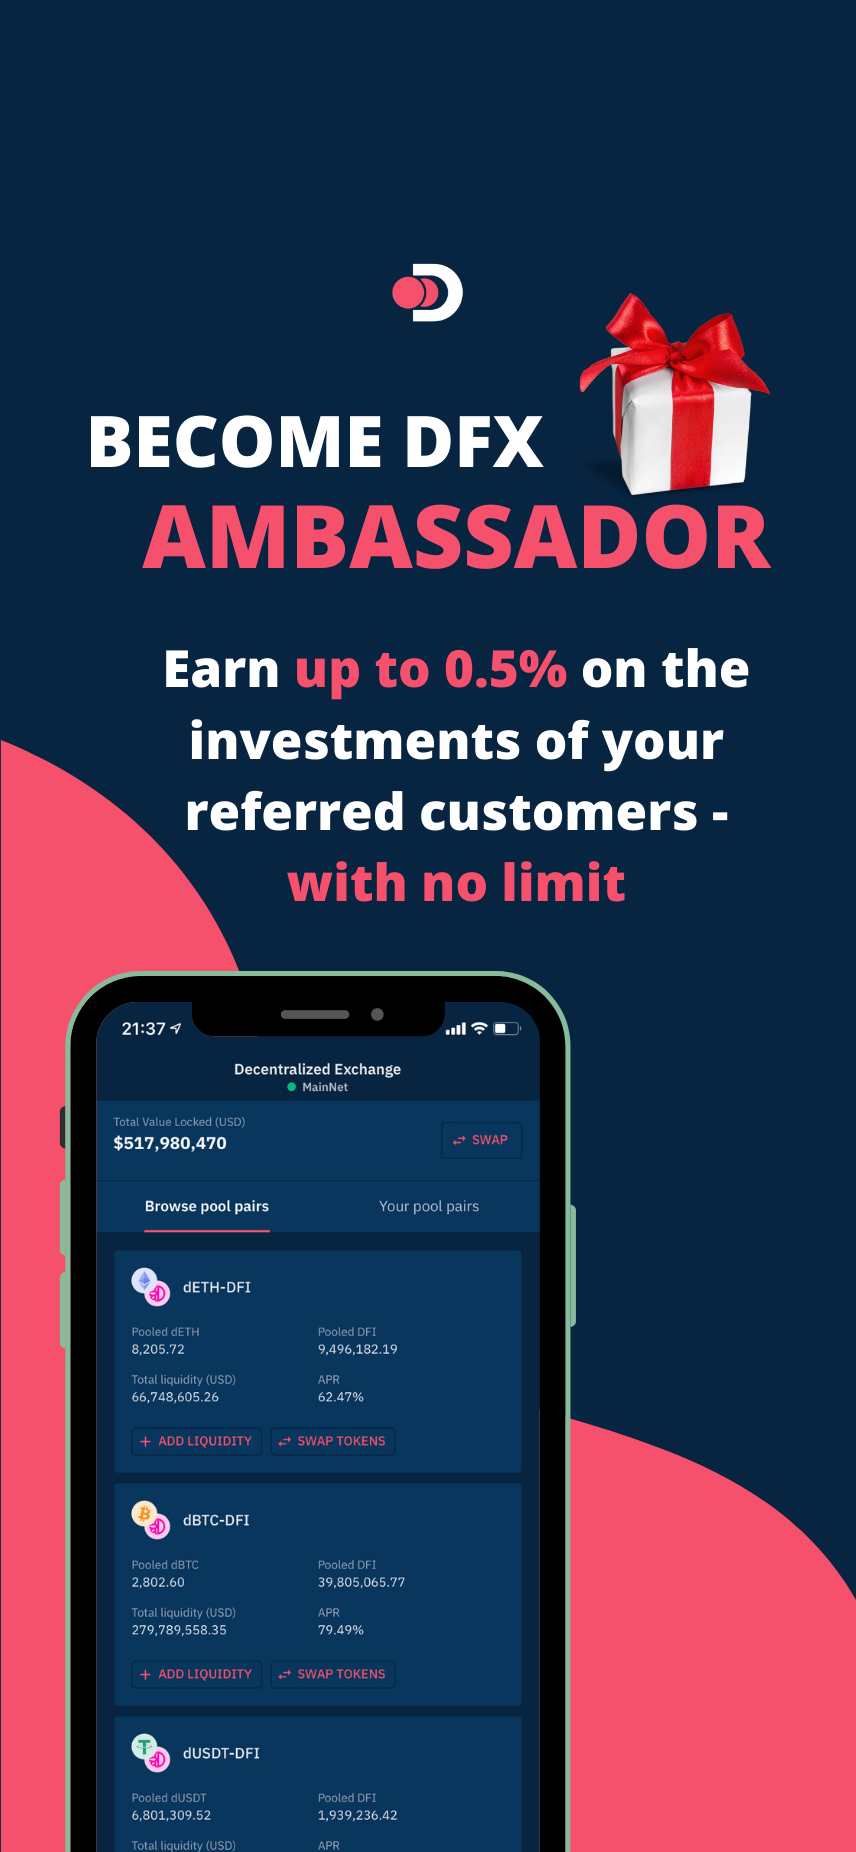 BECOME DFX
AMBASSADOR
Earn up to 0.5% on the
investments of your
referred customers -
with no limit
21:37
Decentralized Exchange
MainNet
Total Value Locked (USD)
$517,980,470
SWAP
Browse pool pairs
Your pool pairs
dETH-DFI
Pooled dETH
Pooled DFI
8,205.72
9,496,182.19
Total liquidity (USD)
APR
66,748,605.26
62.47%
+ ADD LIQUIDITY
SWAP TOKENS
dBTC-DFI
Pooled dBTC
Pooled DFI
2,802.60
39,805,065.77
Total liquidity (USD)
APR
279,789,558.35
79.49%
+ ADD LIQUIDITY
SWAP TOKENS
dUSDT-DFI
Pooled dUSDT
Pooled DFI
6,801,309.52
1,939,236.42
Total liquidity (USD)
APR